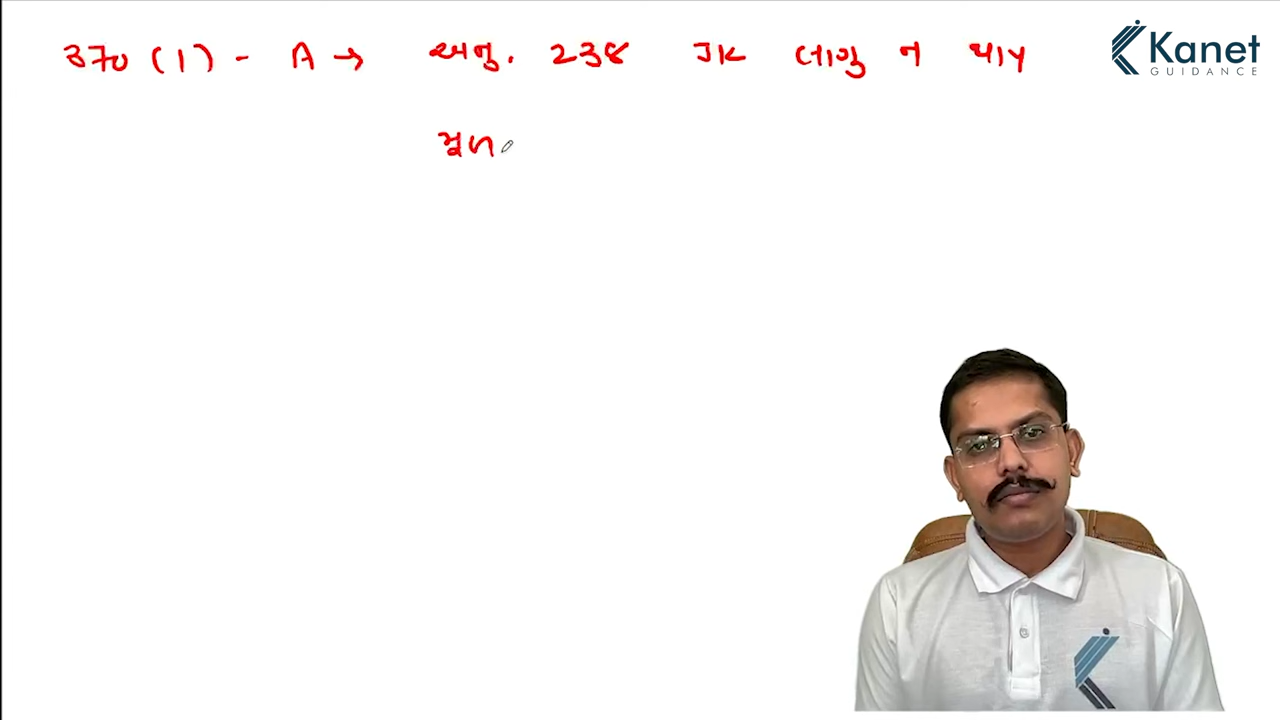 370 (1) - A → અનુ. 238 JK લાગુ ન થાય
મૂળ
Kanet
GUIDANCE